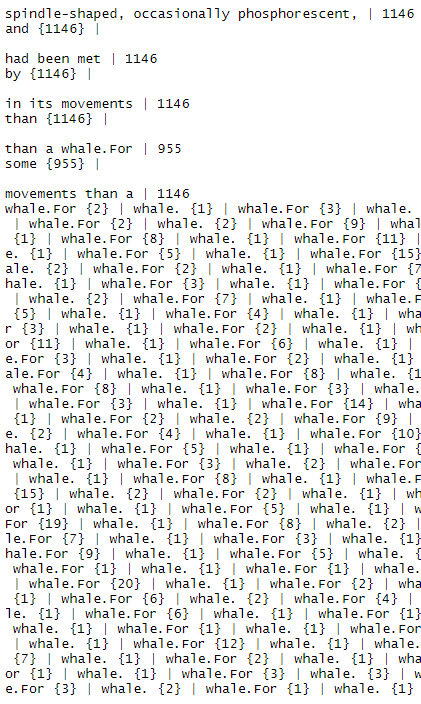 spindle-shaped, occasionally phosphorescent, | 1146
and {1146} |
had been met | 1146
by {1146} |
in its movements | 1146
than {1146} |
than a whale.For | 955
some {955} |
movements than a | 1146
whale.For {2} | whale. {1} | whale.For {3} | whale.
| whale.For {2} | whale. {2} | whale.For {9} | whal
{1} | whale.For {8} | whale. {1} | whale.For {11} |
e. {1} | whale.For {5} | whale. {1} | whale.For {15}
ale. {2} | whale.For {2} | whale. {1} | whale.For {7
hale. {1} | whale.For {3} | whale. {1} | whale.For {
| whale. {2} | whale.For {7} | whale. {1} | whale.F
{5} | whale. {1} | whale.For {4} | whale. {1} | wha
r {3} | whale. {1} | whale.For {2} | whale. {1} | wh
or {11} | whale. {1} | whale.For {6} | whale. {1} |
e.For {3} | whale. {1} | whale.For {2} | whale. {1}
ale.For {4} | whale. {1} | whale.For {8} | whale. {1
whale.For {8} | whale. {1} | whale.For {3} | whale.
| whale.For {3} | whale. {1} | whale.For {14} | wha
{1} | whale.For {2} | whale. {2} | whale.For {9} |
e. {2} | whale.For {4} | whale. {1} | whale.For {10}
hale. {1} | whale.For {5} | whale. {1} | whale.For {
whale. {1} | whale.For {3} | whale. {2} | whale.For
| whale. {1} | whale.For {8} | whale. {1} | whale.F
{15} | whale. {2} | whale.For {2} | whale. {1} | wh
or {1} | whale. {1} | whale.For {5} | whale. {1} | w
For {19} | whale. {1} | whale.For {8} | whale. {2} |
le.For {7} | whale. {1} | whale.For {3} | whale. {1}
hale.For {9} | whale. {1} | whale.For {5} | whale. {
whale.For {1} | whale. {1} | whale.For {1} | whale.
| whale.For {20} | whale. {1} | whale.For {2} | wha
{1} | whale.For {6} | whale. {2} | whale.For {4} |
le. {1} | whale.For {6} | whale. {1} | whale.For {1}
whale. {1} | whale.For {1} | whale. {1} | whale.For
| whale. {1} | whale.For {12} | whale. {1} | whale.
{7} | whale. {1} | whale.For {2} | whale. {1} | wha
or {1} | whale. {1} | whale.For {3} | whale. {3} | w
e.For {3} | whale. {2} | whale.For {1} | whale. {1}